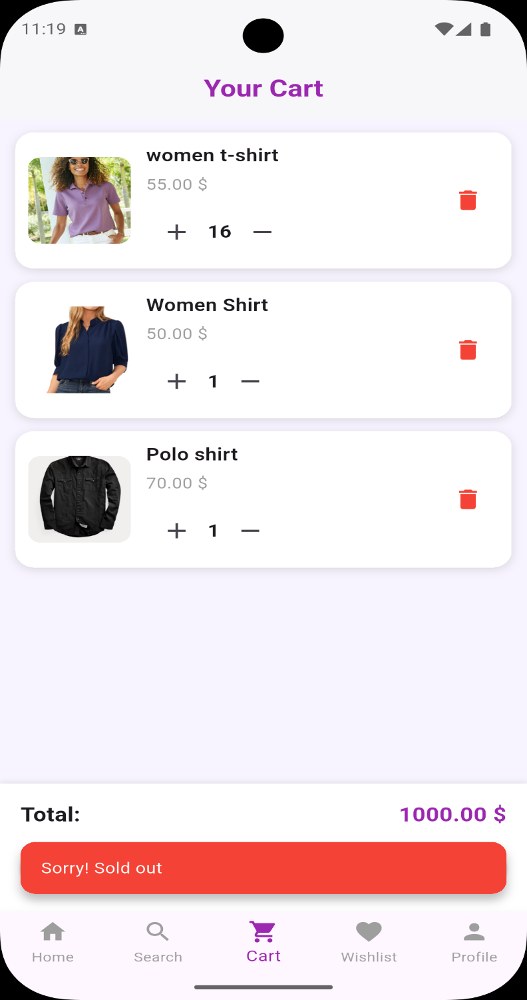 11:19 A
Your Cart
women t-shirt
55.00 $
+ 16 —
Women Shirt
50.00 $
+ 1 —
Polo shirt
70.00 $
+ 1 —
Total: 1000.00 $
Sorry! Sold out
Home Search Cart Wishlist Profile